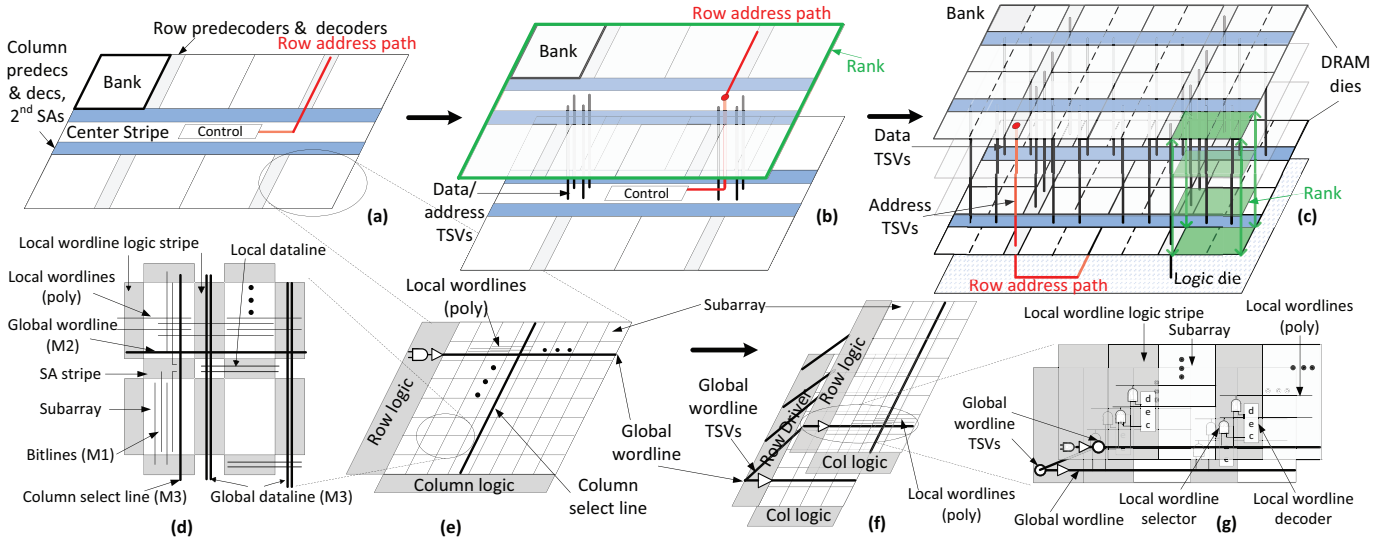 Row predecoders & decoders
Row address path
Column
predecs
& decs,
2nd SAs
Bank
Center Stripe
Control
(a)
Row address path
Bank
Rank
Data/
address
TSVs
Control
(b)
Bank
DRAM
dies
Data
TSVs
Address
TSVs
Rank
(c)
Logic die
Row address path
Local wordline logic stripe
Local dataline
Local wordlines
(poly)
Global wordline
(M2)
SA stripe
Subarray
Bitlines (M1)
Column select line (M3)
Global dataline (M3)
(d)
Local wordlines
(poly)
Subarray
Row logic
Global
wordline
Column logic
Column
select line
(e)
Global
wordline
TSVs
Row Driver
Row logic
Col logic
Col logic
Local wordlines
(poly)
(f)
Local wordline logic stripe
Subarray
Local wordlines
(poly)
Global
wordline
TSVs
dec
dec
Global wordline
Local wordline
selector
Local wordline
decoder
(g)